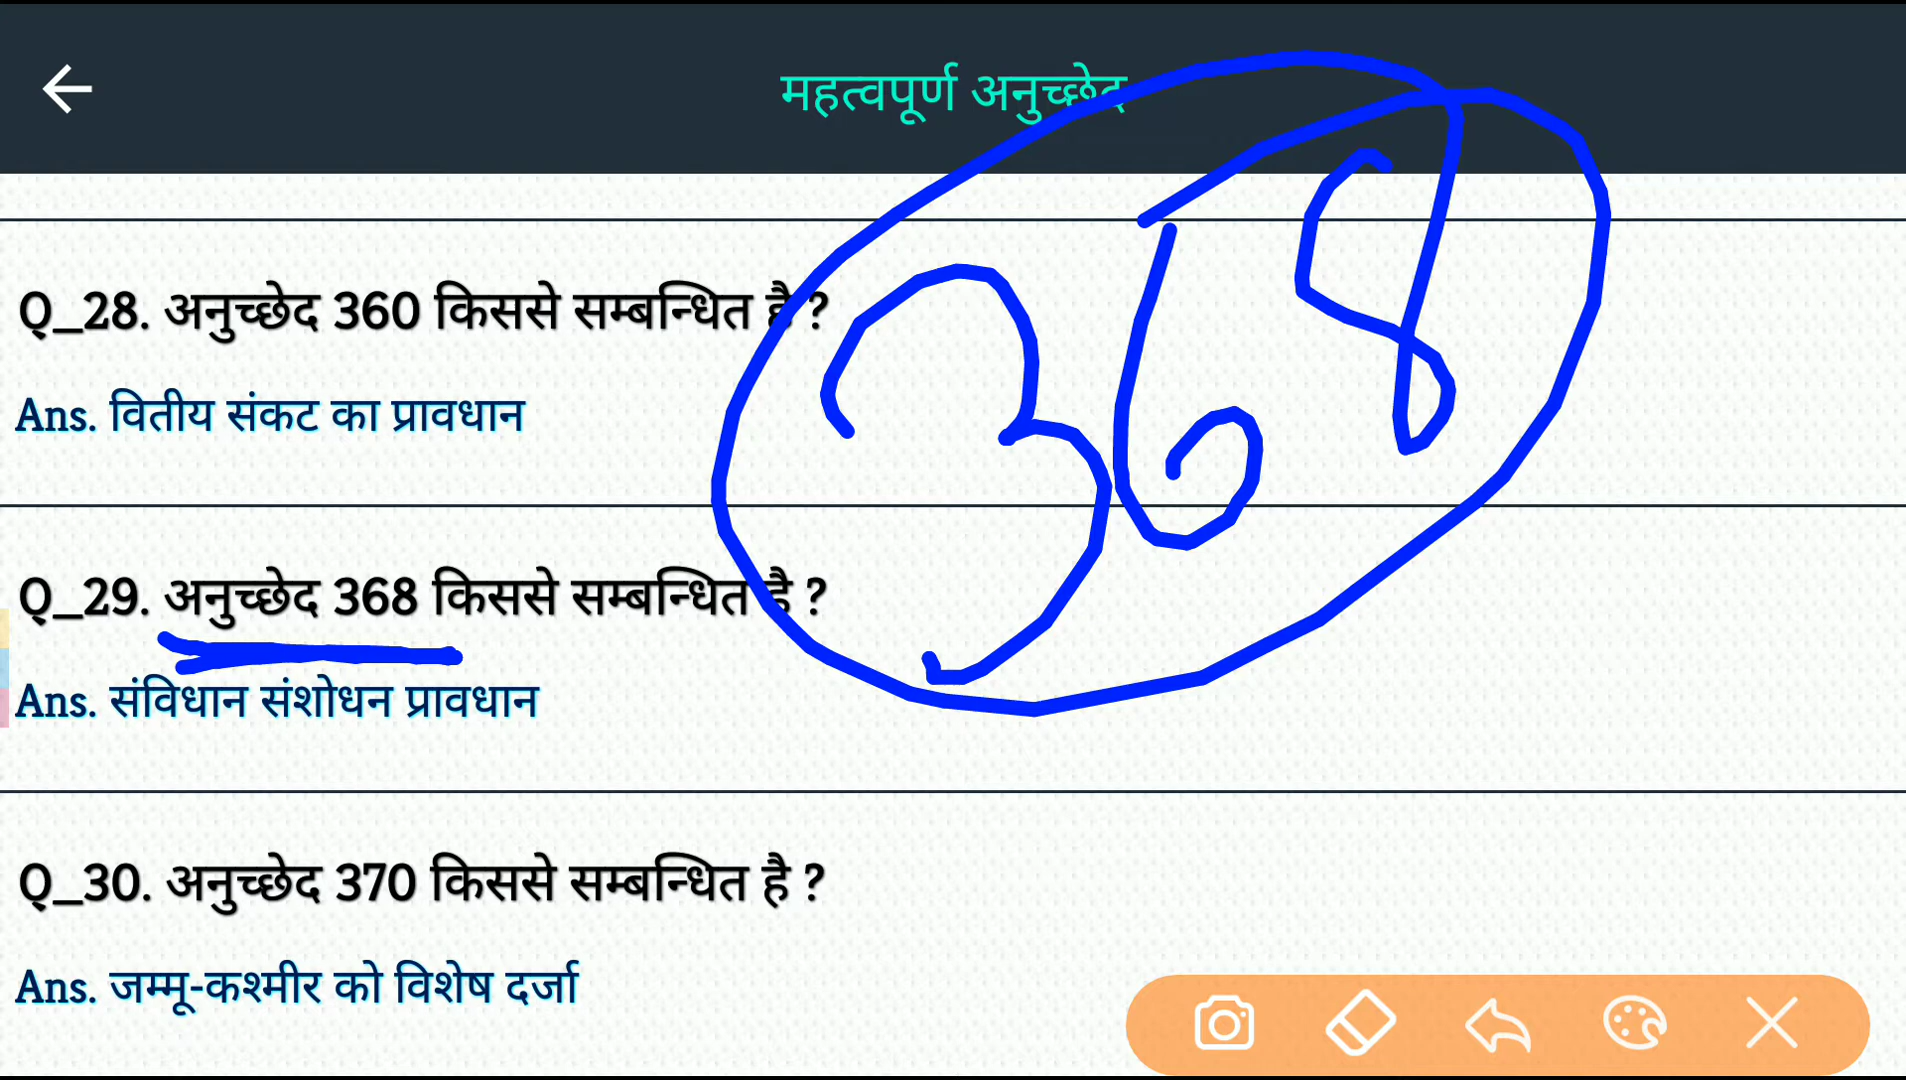 महत्वपूर्ण अनुच्छेद
368
Q_28. अनुच्छेद 360 किससे सम्बन्धित है ?
Ans. वितीय संकट का प्रावधान
Q_29. अनुच्छेद 368 किससे सम्बन्धित है ?
Ans. संविधान संशोधन प्रावधान
Q_30. अनुच्छेद 370 किससे सम्बन्धित है ?
Ans. जम्मू-कश्मीर को विशेष दर्जा